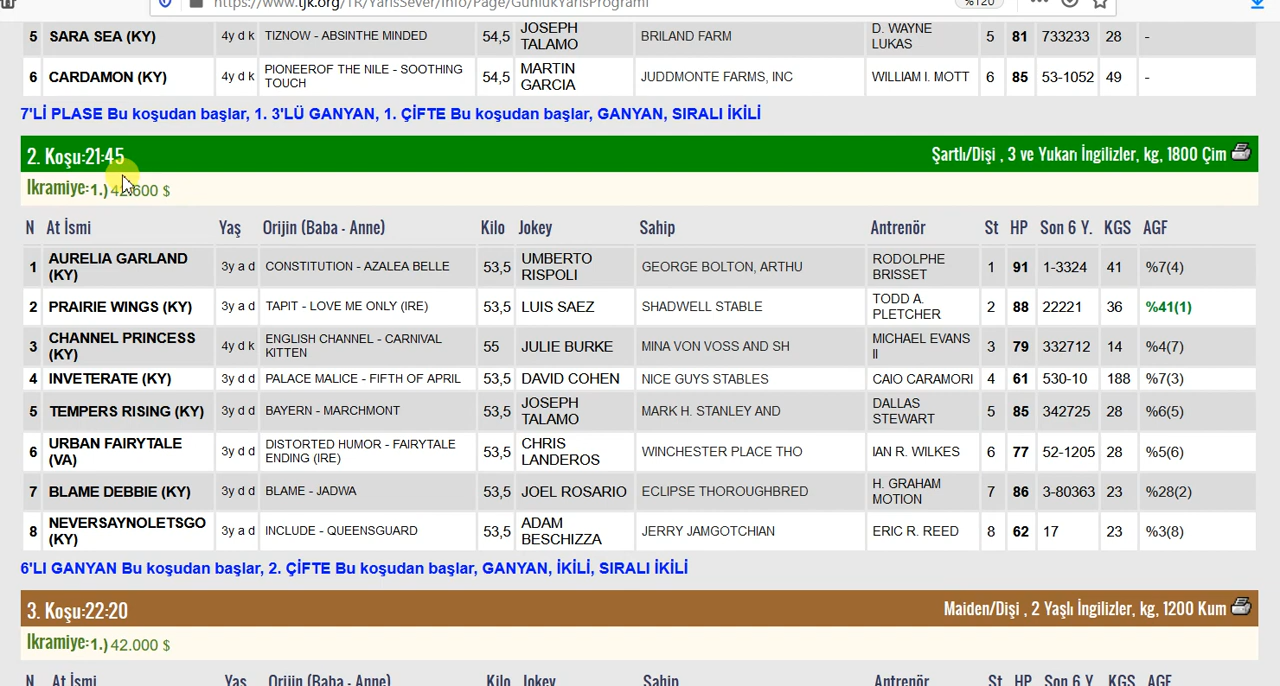 https://www.tjk.org/TR/YarisSever/Info/Page/GunlukYarisProgrami %120
5 SARA SEA (KY) 4y d k TIZNOW - ABSINTHE MINDED 54,5 JOSEPH TALAMO BRILAND FARM D. WAYNE LUKAS 5 81 733233 28 -
6 CARDAMON (KY) 4y d k PIONEEROF THE NILE - SOOTHING TOUCH 54,5 MARTIN GARCIA JUDDMONTE FARMS, INC WILLIAM I. MOTT 6 85 53-1052 49 -
7'Lİ PLASE Bu koşudan başlar, 1. 3'LÜ GANYAN, 1. ÇİFTE Bu koşudan başlar, GANYAN, SIRALI İKİLİ
2. Koşu:21:45 Şartlı/Dişi , 3 ve Yukarı İngilizler, kg, 1800 Çim
Ikramiye:1.) 42.600 $
N At İsmi Yaş Orijin (Baba - Anne) Kilo Jokey Sahip Antrenör St HP Son 6 Y. KGS AGF
1 AURELIA GARLAND (KY) 3y a d CONSTITUTION - AZALEA BELLE 53,5 UMBERTO RISPOLI GEORGE BOLTON, ARTHU RODOLPHE BRISSET 1 91 1-3324 41 %7(4)
2 PRAIRIE WINGS (KY) 3y a d TAPIT - LOVE ME ONLY (IRE) 53,5 LUIS SAEZ SHADWELL STABLE TODD A. PLETCHER 2 88 22221 36 %41(1)
3 CHANNEL PRINCESS (KY) 4y d k ENGLISH CHANNEL - CARNIVAL KITTEN 55 JULIE BURKE MINA VON VOSS AND SH MICHAEL EVANS II 3 79 332712 14 %4(7)
4 INVETERATE (KY) 3y d d PALACE MALICE - FIFTH OF APRIL 53,5 DAVID COHEN NICE GUYS STABLES CAIO CARAMORI 4 61 530-10 188 %7(3)
5 TEMPERS RISING (KY) 3y d d BAYERN - MARCHMONT 53,5 JOSEPH TALAMO MARK H. STANLEY AND DALLAS STEWART 5 85 342725 28 %6(5)
6 URBAN FAIRYTALE (VA) 3y d d DISTORTED HUMOR - FAIRYTALE ENDING (IRE) 53,5 CHRIS LANDEROS WINCHESTER PLACE THO IAN R. WILKES 6 77 52-1205 28 %5(6)
7 BLAME DEBBIE (KY) 3y d d BLAME - JADWA 53,5 JOEL ROSARIO ECLIPSE THOROUGHBRED H. GRAHAM MOTION 7 86 3-80363 23 %28(2)
8 NEVERSAYNOLETSGO (KY) 3y a d INCLUDE - QUEENSGUARD 53,5 ADAM BESCHIZZA JERRY JAMGOTCHIAN ERIC R. REED 8 62 17 23 %3(8)
6'LI GANYAN Bu koşudan başlar, 2. ÇİFTE Bu koşudan başlar, GANYAN, İKİLİ, SIRALI İKİLİ
3. Koşu:22:20 Maiden/Dişi , 2 Yaşlı İngilizler, kg, 1200 Kum
Ikramiye:1.) 42.000 $
N At İsmi Yaş Orijin (Baba - Anne) Kilo Jokey Sahip Antrenör St HP Son 6 Y. KGS AGF